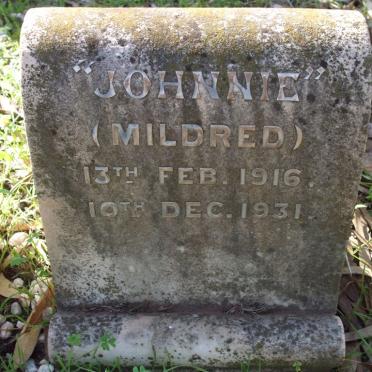 "JOHNNIE"
(MILDRED)
13TH FEB. 1916.
10TH DEC. 1931.